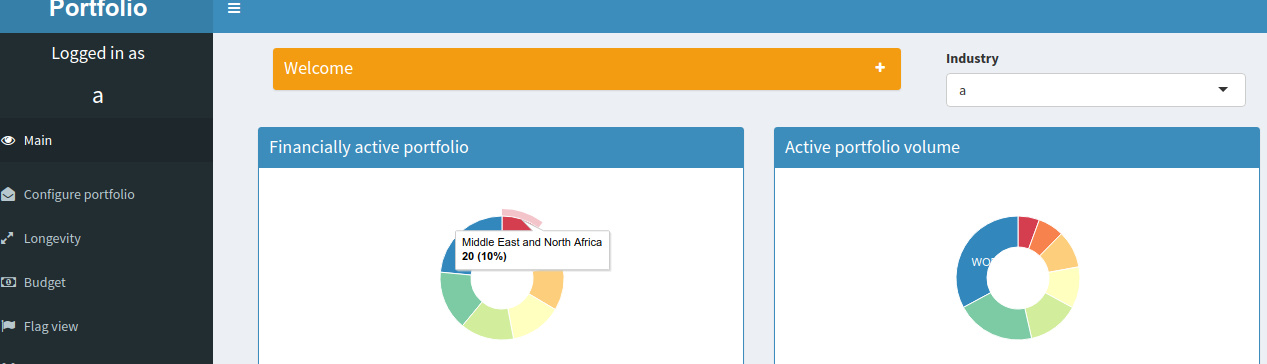 Portfolio
Logged in as
a
Main
Configure portfolio
Longevity
Budget
Flag view
Welcome
Industry
a
Financially active portfolio
Middle East and North Africa
20 (10%)
Active portfolio volume